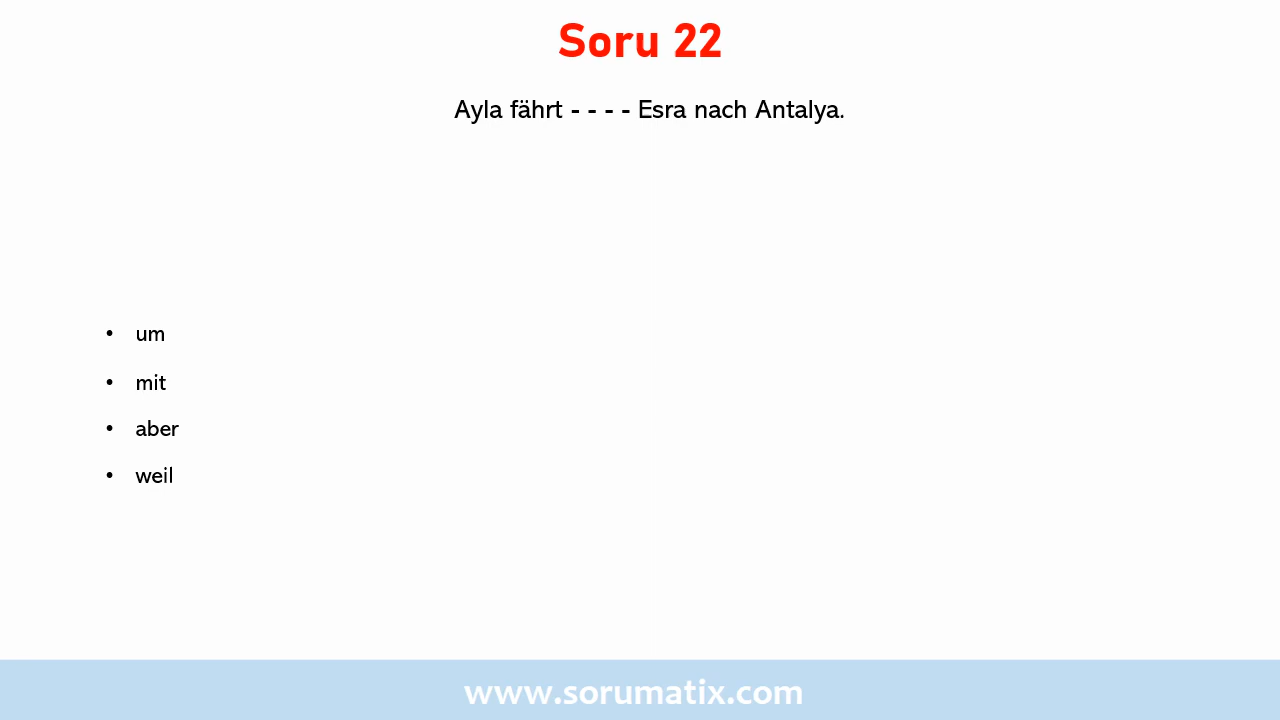 Soru 22
Ayla fährt - - - - Esra nach Antalya.
• um
• mit
• aber
• weil
www.sorumatix.com